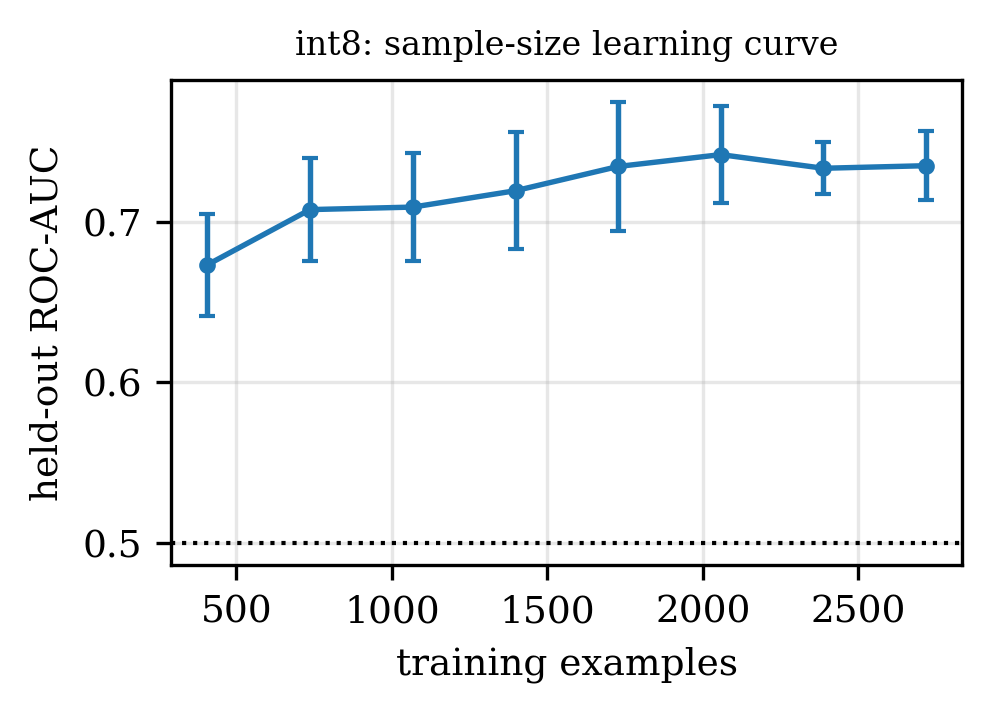 int8: sample-size learning curve
held-out ROC-AUC
0.7
0.6
0.5
500 1000 1500 2000 2500
training examples